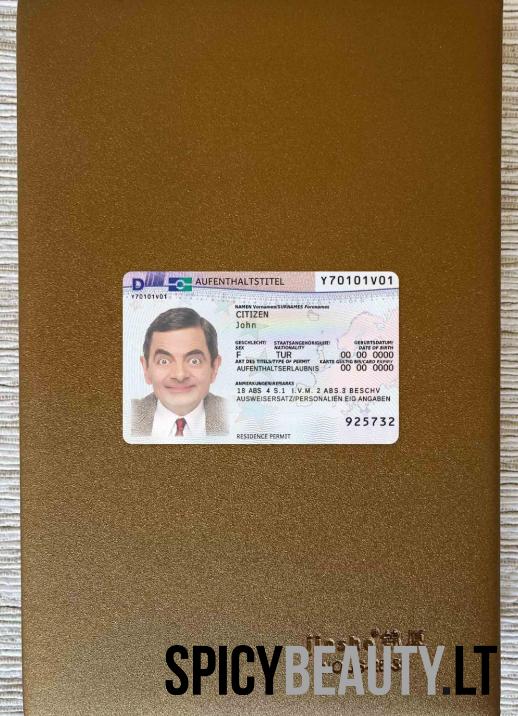 D AUFENTHALTSTITEL Y70101V01
Y70101V01
NAMEN Vornamen/SURNAMES Forenames
CITIZEN
John
GESCHLECHT/ STAATSANGEHÖRIGKEIT/ GEBURTSDATUM/
SEX NATIONALITY DATE OF BIRTH
F TUR 00 00 0000
ART DES TITELS/TYPE OF PERMIT KARTE GÜLTIG BIS/CARD EXPIRY
AUFENTHALTSERLAUBNIS 00 00 0000
ANMERKUNGEN/REMARKS
18 ABS 4 S.1 I.V.M. 2 ABS 3 BESCHV
AUSWEISERSATZ/PERSONALIEN EIG ANGABEN
925732
RESIDENCE PERMIT
SPICYBEAUTY.LT